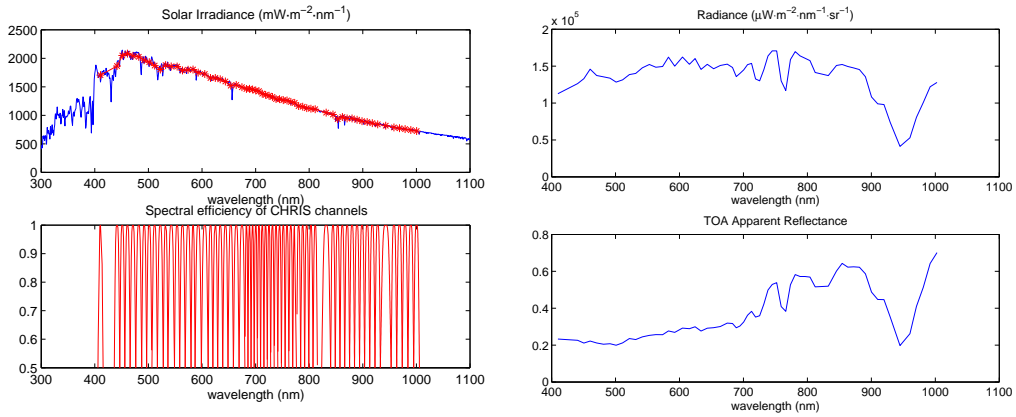 Solar Irradiance (mW·m⁻²·nm⁻¹)
2500
2000
1500
1000
500
0
300 400 500 600 700 800 900 1000 1100
wavelength (nm)
Spectral efficiency of CHRIS channels
1
0.9
0.8
0.7
0.6
0.5
300 400 500 600 700 800 900 1000 1100
wavelength (nm)
Radiance (μW·m⁻²·nm⁻¹·sr⁻¹)
x 10⁵
2
1.5
1
0.5
0
400 500 600 700 800 900 1000 1100
wavelength (nm)
TOA Apparent Reflectance
0.8
0.6
0.4
0.2
0
400 500 600 700 800 900 1000 1100
wavelength (nm)